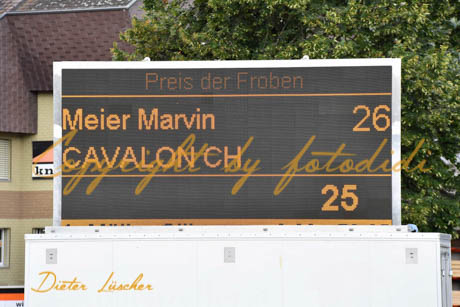 Preis der Froben
Meier Marvin 26
CAVALON CH
Copyright by fotodidi
25
Dieter Lüscher